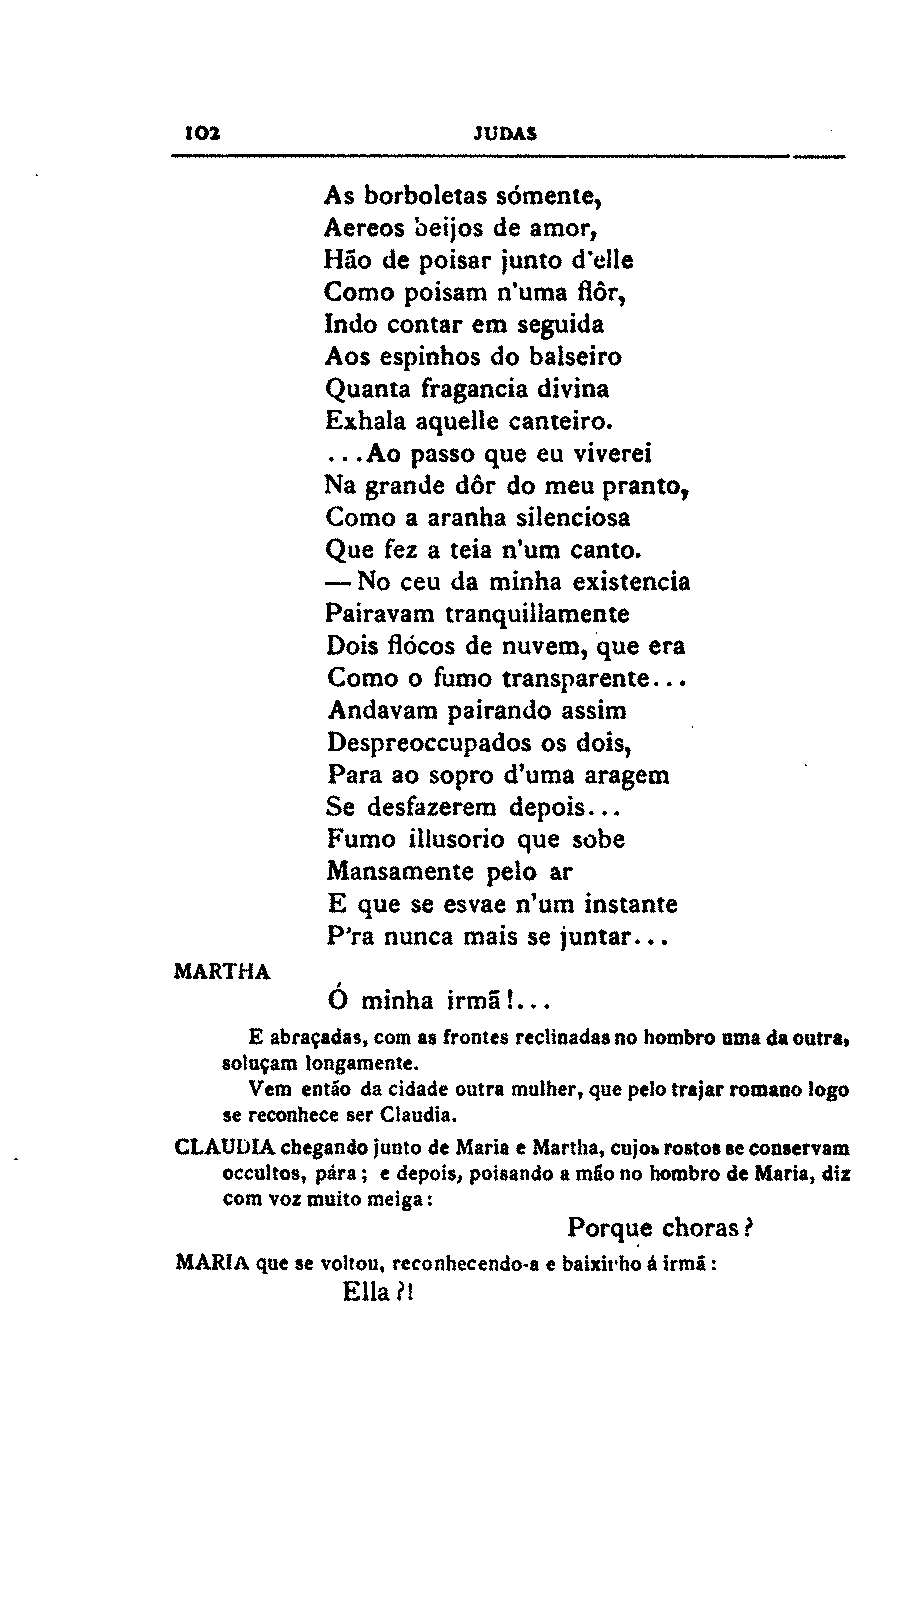 102 JUDAS
As borboletas sómente,
Aereos beijos de amor,
Hão de poisar junto d'elle
Como poisam n'uma flôr,
Indo contar em seguida
Aos espinhos do balseiro
Quanta fragancia divina
Exhala aquelle canteiro.
...Ao passo que eu viverei
Na grande dôr do meu pranto,
Como a aranha silenciosa
Que fez a teia n'um canto.
— No ceu da minha existencia
Pairavam tranquillamente
Dois flócos de nuvem, que era
Como o fumo transparente...
Andavam pairando assim
Despreoccupados os dois,
Para ao sopro d'uma aragem
Se desfazerem depois...
Fumo illusorio que sobe
Mansamente pelo ar
E que se esvae n'um instante
P'ra nunca mais se juntar...
MARTHA
Ó minha irmã!...
E abraçadas, com as frontes reclinadas no hombro uma da outra,
soluçam longamente.
Vem então da cidade outra mulher, que pelo trajar romano logo
se reconhece ser Claudia.
CLAUDIA chegando junto de Maria e Martha, cujos rostos se conservam
occultos, pára; e depois, poisando a mão no hombro de Maria, diz
com voz muito meiga:
Porque choras?
MARIA que se voltou, reconhecendo-a e baixinho á irmã:
Ella?!